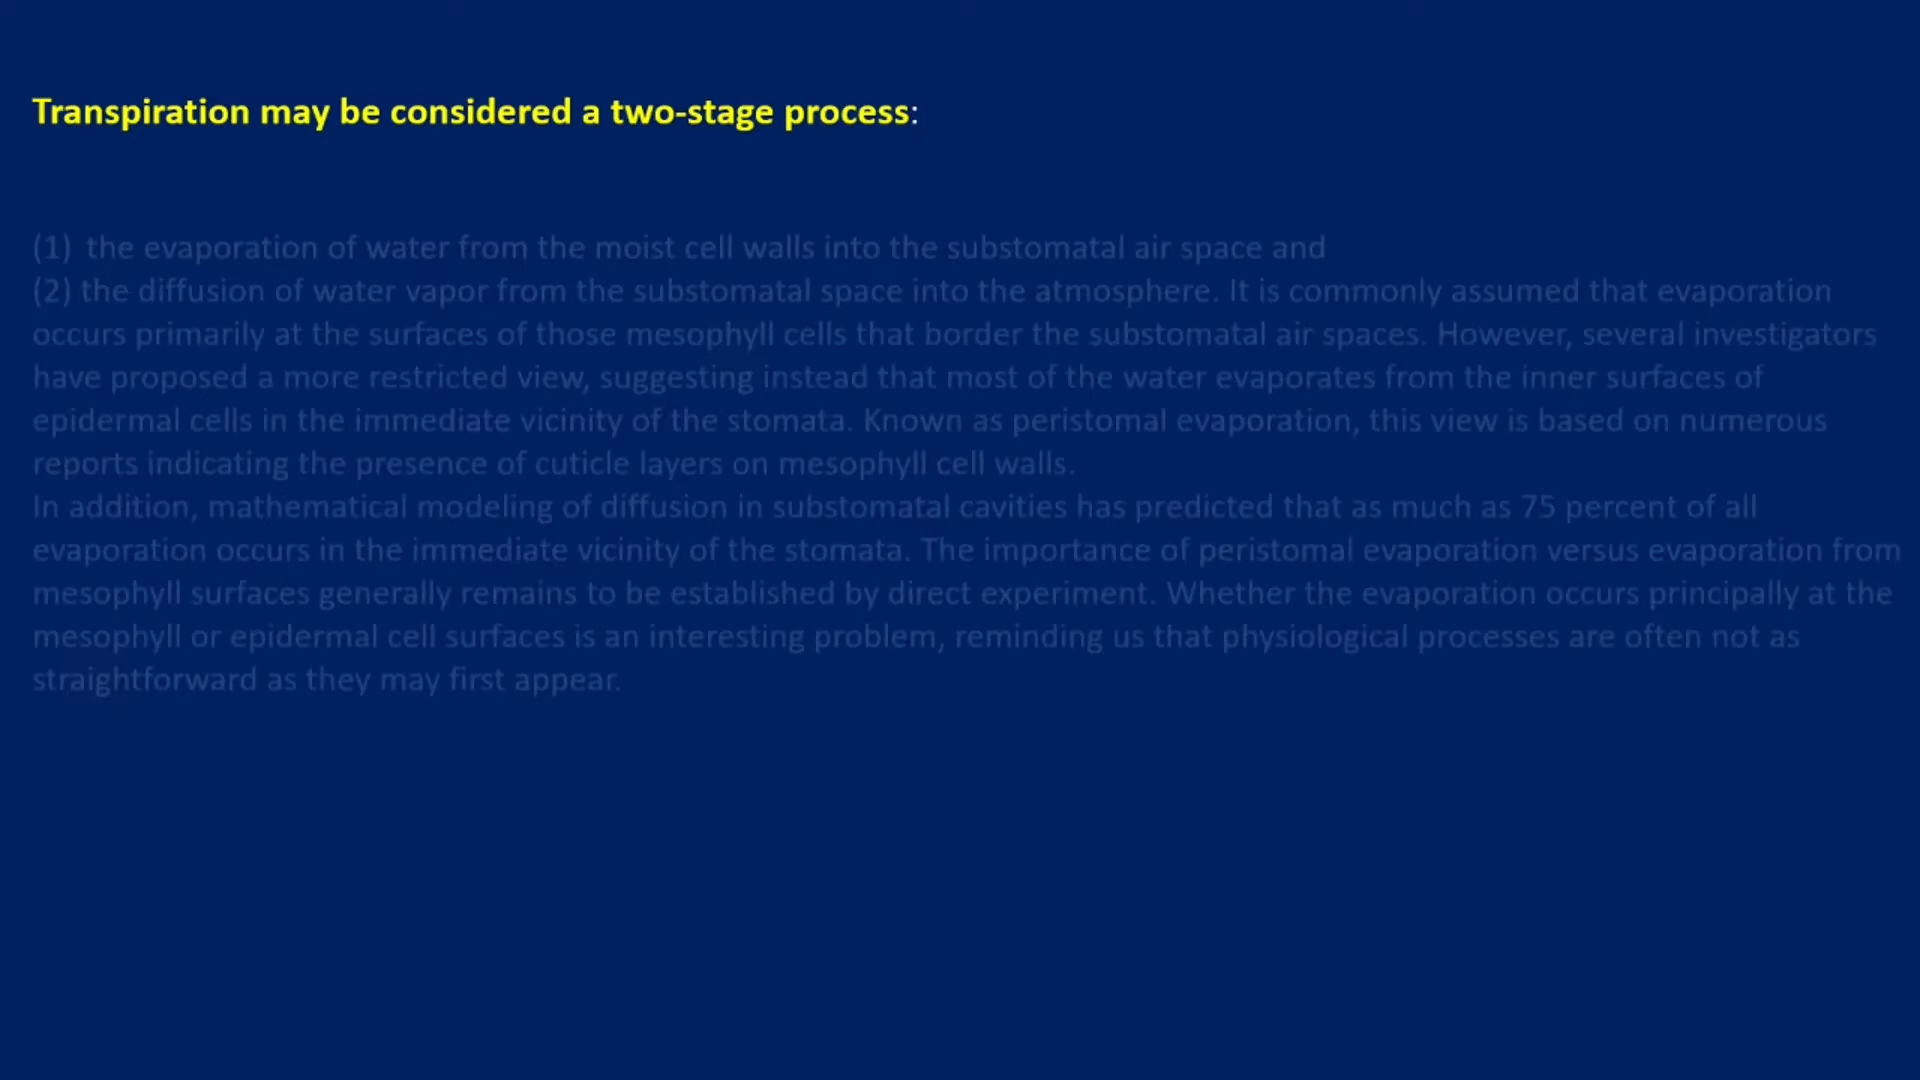 Transpiration may be considered a two-stage process:
(1) the evaporation of water from the moist cell walls into the substomatal air space and
(2) the diffusion of water vapor from the substomatal space into the atmosphere. It is commonly assumed that evaporation
occurs primarily at the surfaces of those mesophyll cells that border the substomatal air spaces. However, several investigators
have proposed a more restricted view, suggesting instead that most of the water evaporates from the inner surfaces of
epidermal cells in the immediate vicinity of the stomata. Known as peristomal evaporation, this view is based on numerous
reports indicating the presence of cuticle layers on mesophyll cell walls.
In addition, mathematical modeling of diffusion in substomatal cavities has predicted that as much as 75 percent of all
evaporation occurs in the immediate vicinity of the stomata. The importance of peristomal evaporation versus evaporation from
mesophyll surfaces generally remains to be established by direct experiment. Whether the evaporation occurs principally at the
mesophyll or epidermal cell surfaces is an interesting problem, reminding us that physiological processes are often not as
straightforward as they may first appear.